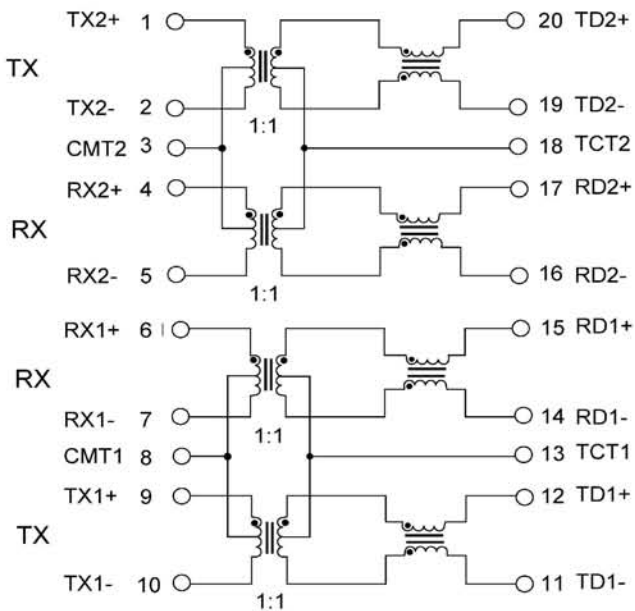 TX2+ 1 20 TD2+
TX
TX2- 2 19 TD2-
1:1
CMT2 3 18 TCT2
RX2+ 4 17 RD2+
RX
RX2- 5 16 RD2-
1:1
RX1+ 6 15 RD1+
RX
RX1- 7 14 RD1-
1:1
CMT1 8 13 TCT1
TX1+ 9 12 TD1+
TX
TX1- 10 11 TD1-
1:1